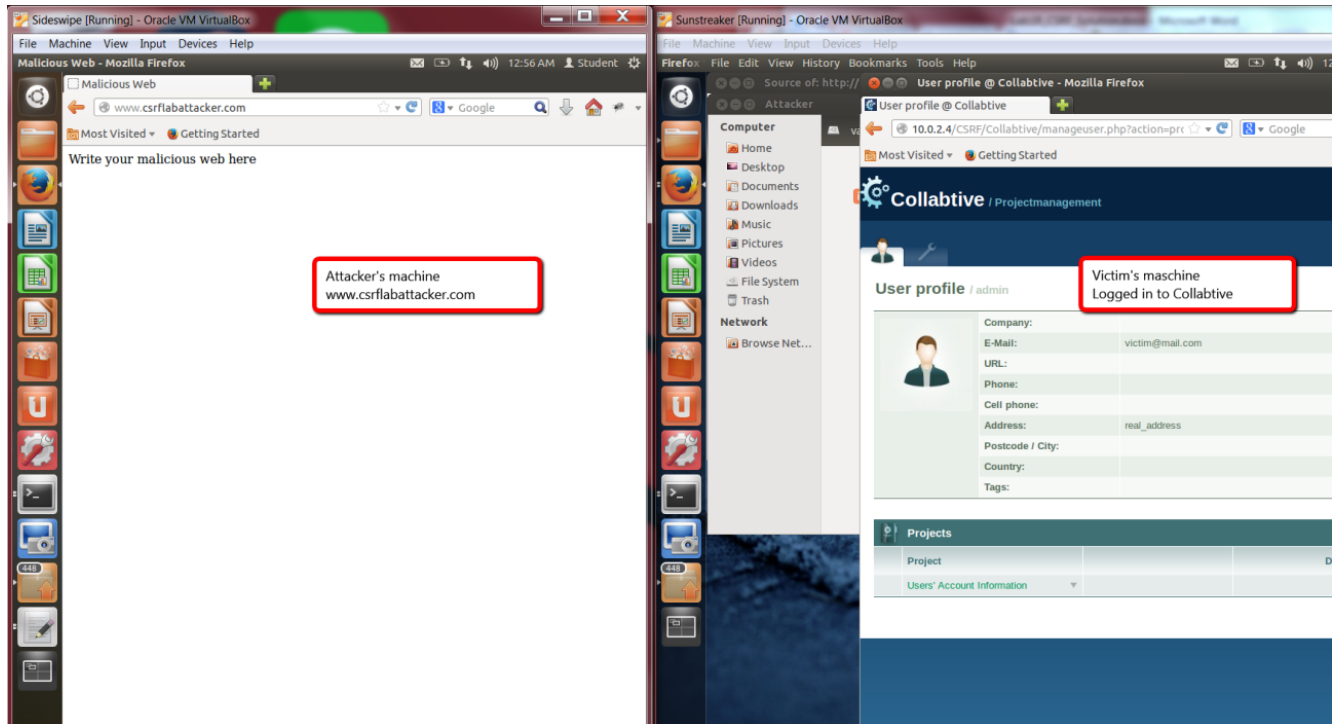 Sideswipe [Running] - Oracle VM VirtualBox
File Machine View Input Devices Help
Malicious Web - Mozilla Firefox
12:56 AM Student
Malicious Web
www.csrflabattacker.com
Google
Most Visited
Getting Started
Write your malicious web here
Attacker's machine
www.csrflabattacker.com
448
Sunstreaker [Running] - Oracle VM VirtualBox
File Machine View Input Devices Help
Firefox File Edit View History Bookmarks Tools Help
12
Source of: http://
User profile @ Collabtive - Mozilla Firefox
Attacker
User profile @ Collabtive
10.0.2.4/CSRF/Collabtive/manageuser.php?action=pro
Google
Most Visited
Getting Started
Computer
Home
Desktop
Documents
Downloads
Music
Pictures
Videos
File System
Trash
Network
Browse Net...
Collabtive / Projectmanagement
Victim's maschine
Logged in to Collabtive
User profile / admin
Company:
E-Mail: victim@mail.com
URL:
Phone:
Cell phone:
Address: real_address
Postcode / City:
Country:
Tags:
Projects
Project
D
Users' Account Information
448